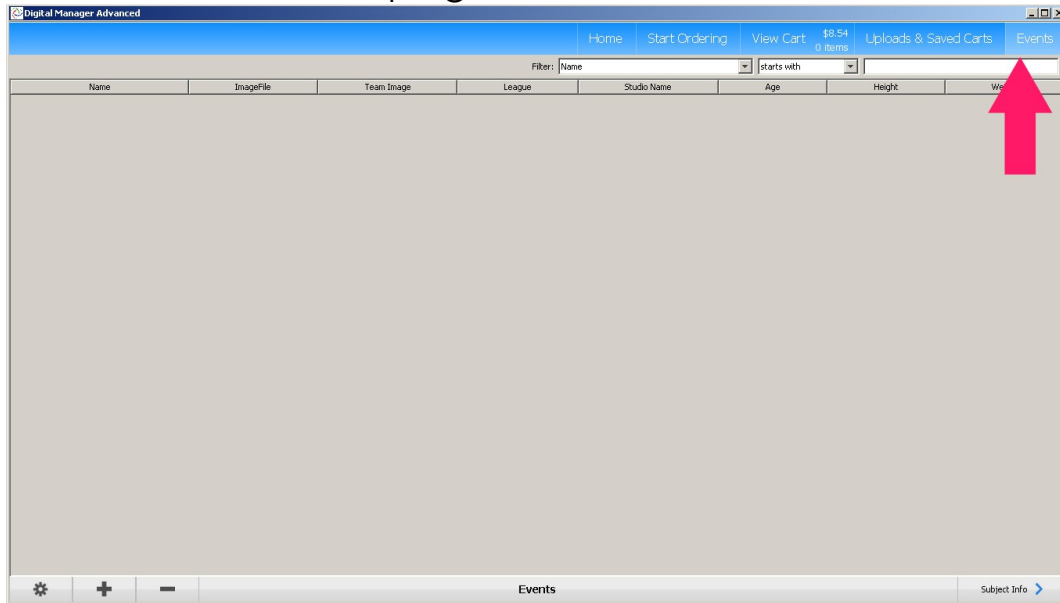 Digital Manager Advanced
Home Start Ordering View Cart $8.54 0 items Uploads & Saved Carts Events
Filter: Name starts with
Name ImageFile Team Image League Studio Name Age Height
Events Subject Info